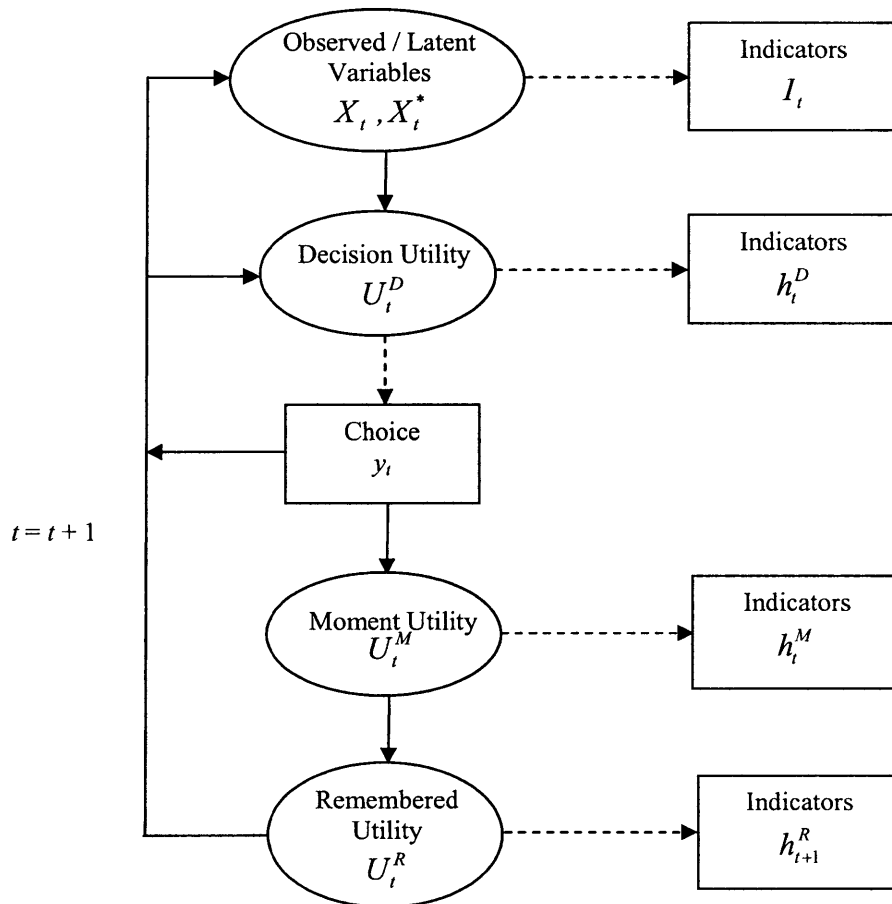 Observed / Latent
Variables
X_t , X_t^*
Indicators
I_t
Decision Utility
U_t^D
Indicators
h_t^D
Choice
y_t
t = t + 1
Moment Utility
U_t^M
Indicators
h_t^M
Remembered
Utility
U_t^R
Indicators
h_{t+1}^R